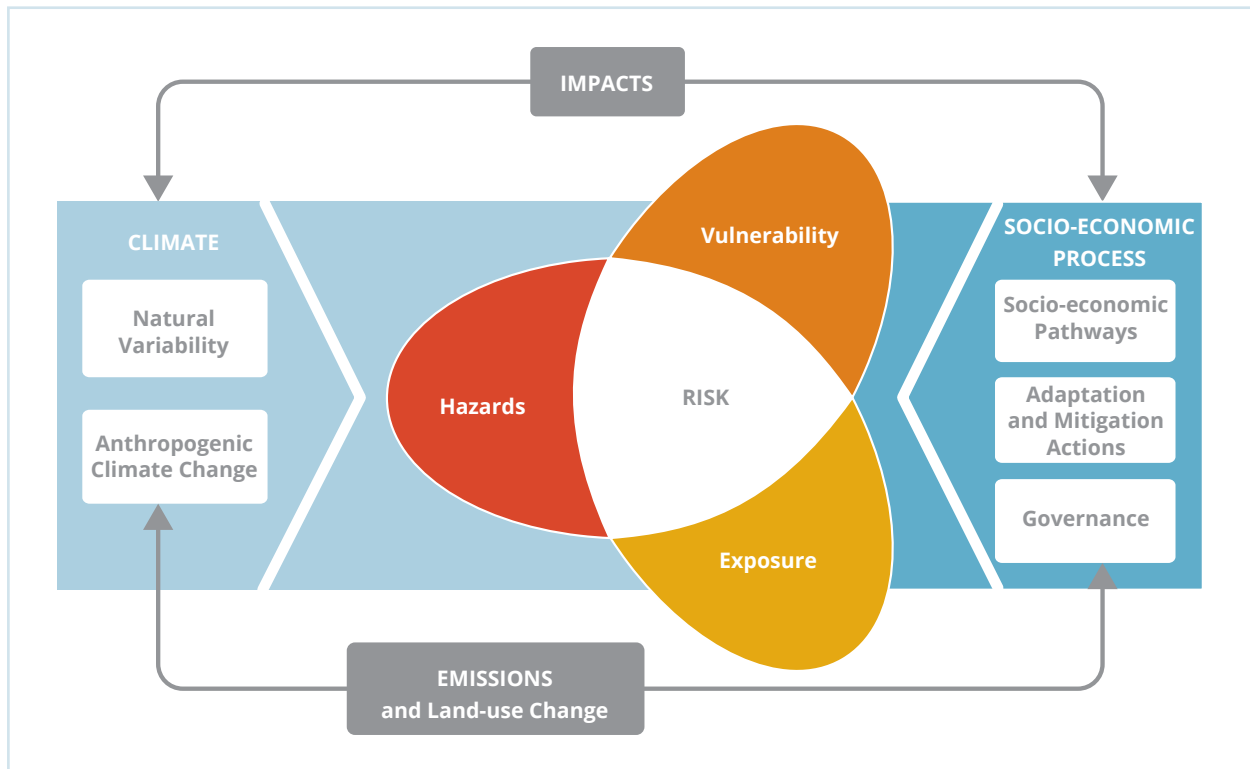 IMPACTS
CLIMATE
Natural
Variability
Anthropogenic
Climate Change
Hazards
Vulnerability
RISK
Exposure
SOCIO-ECONOMIC
PROCESS
Socio-economic
Pathways
Adaptation
and Mitigation
Actions
Governance
EMISSIONS
and Land-use Change